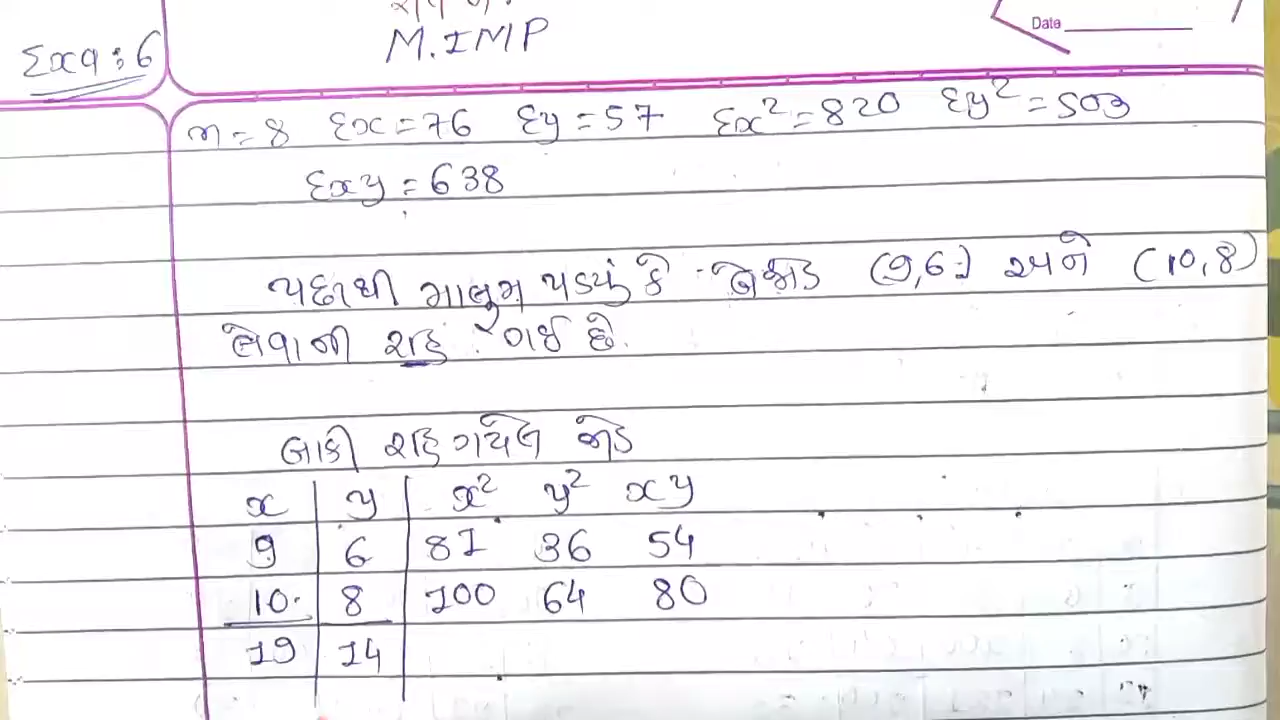 M.IMP
Date
Exa : 6
n = 8 Σx = 76 Σy = 57 Σx² = 820 Σy² = 503
Σxy = 638
પાછળથી માલુમ પડ્યું કે બેજોડ (9,6) અને (10,8)
લેવાની રહિ ગઈ છે.
બાકી રહિ ગયેલ જોડ
x y x² y² xy
9 6 81 36 54
10 8 100 64 80
19 14